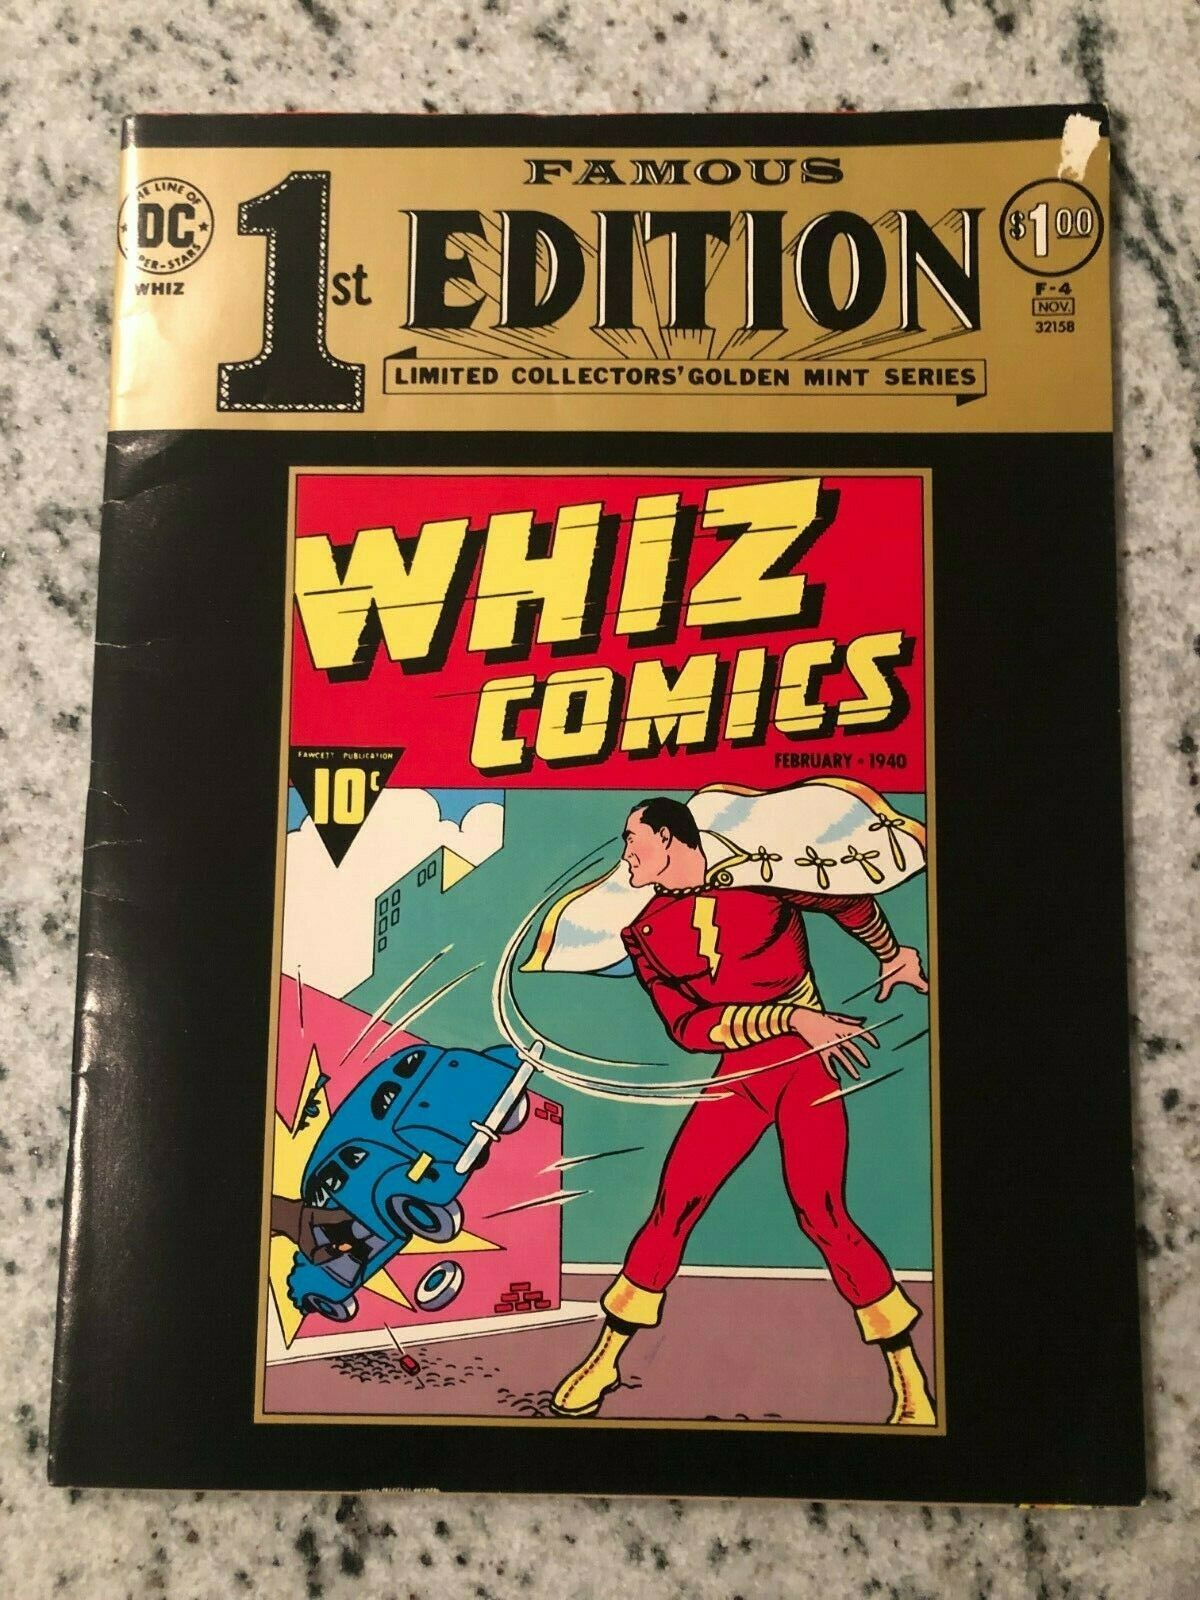 THE LINE OF
DC
SUPER-STARS
WHIZ
1st
FAMOUS
EDITION
LIMITED COLLECTORS' GOLDEN MINT SERIES
$1.00
F-4
NOV.
32158
WHIZ
COMICS
FEBRUARY • 1940
FAWCETT PUBLICATION
10¢